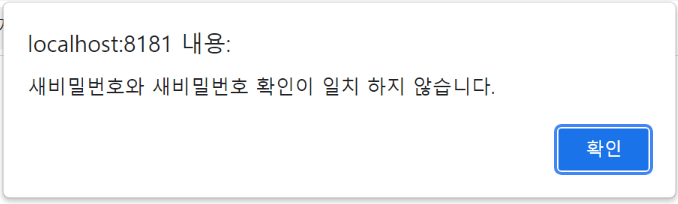 localhost:8181 내용:
새비밀번호와 새비밀번호 확인이 일치 하지 않습니다.
확인